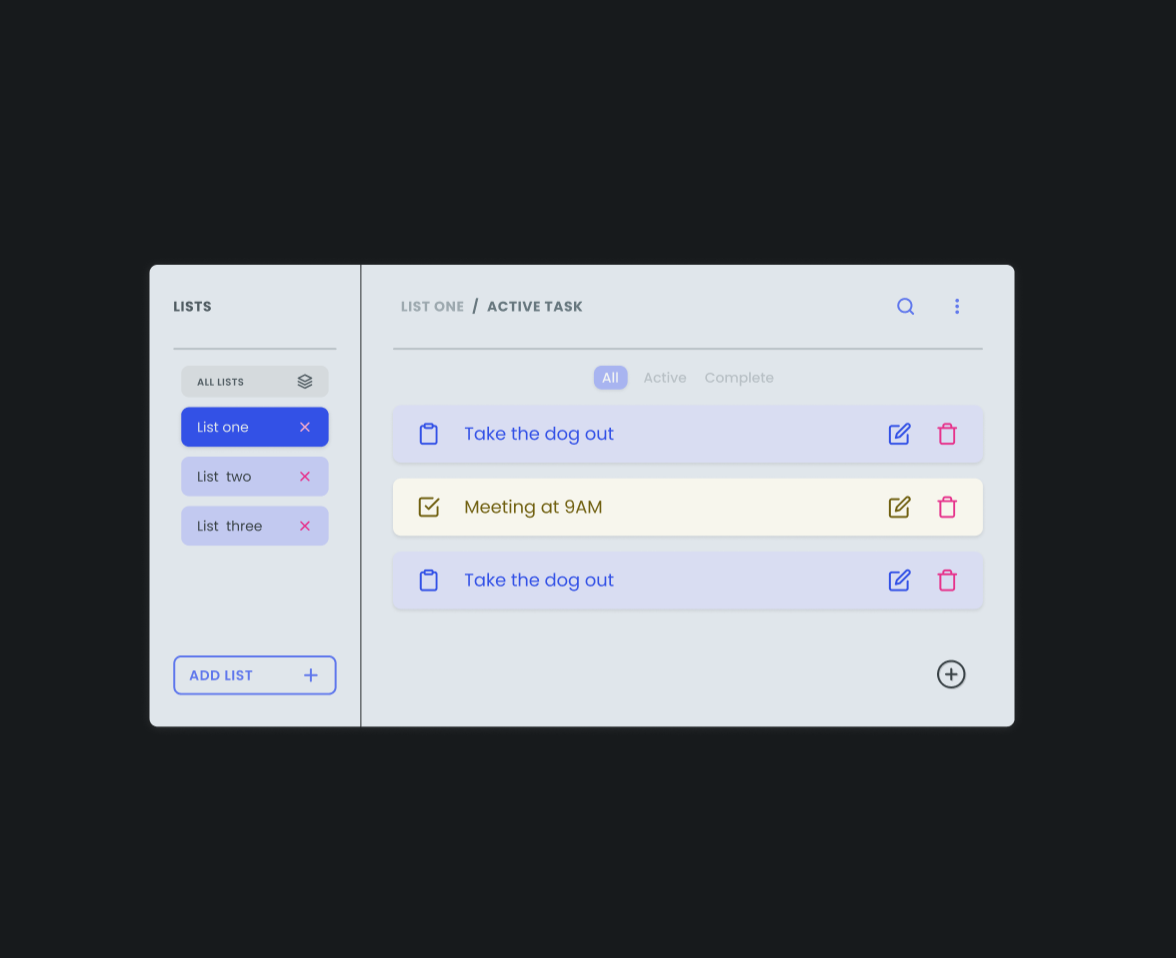 LISTS
ALL LISTS
List one
List two
List three
ADD LIST
LIST ONE / ACTIVE TASK
All Active Complete
Take the dog out
Meeting at 9AM
Take the dog out